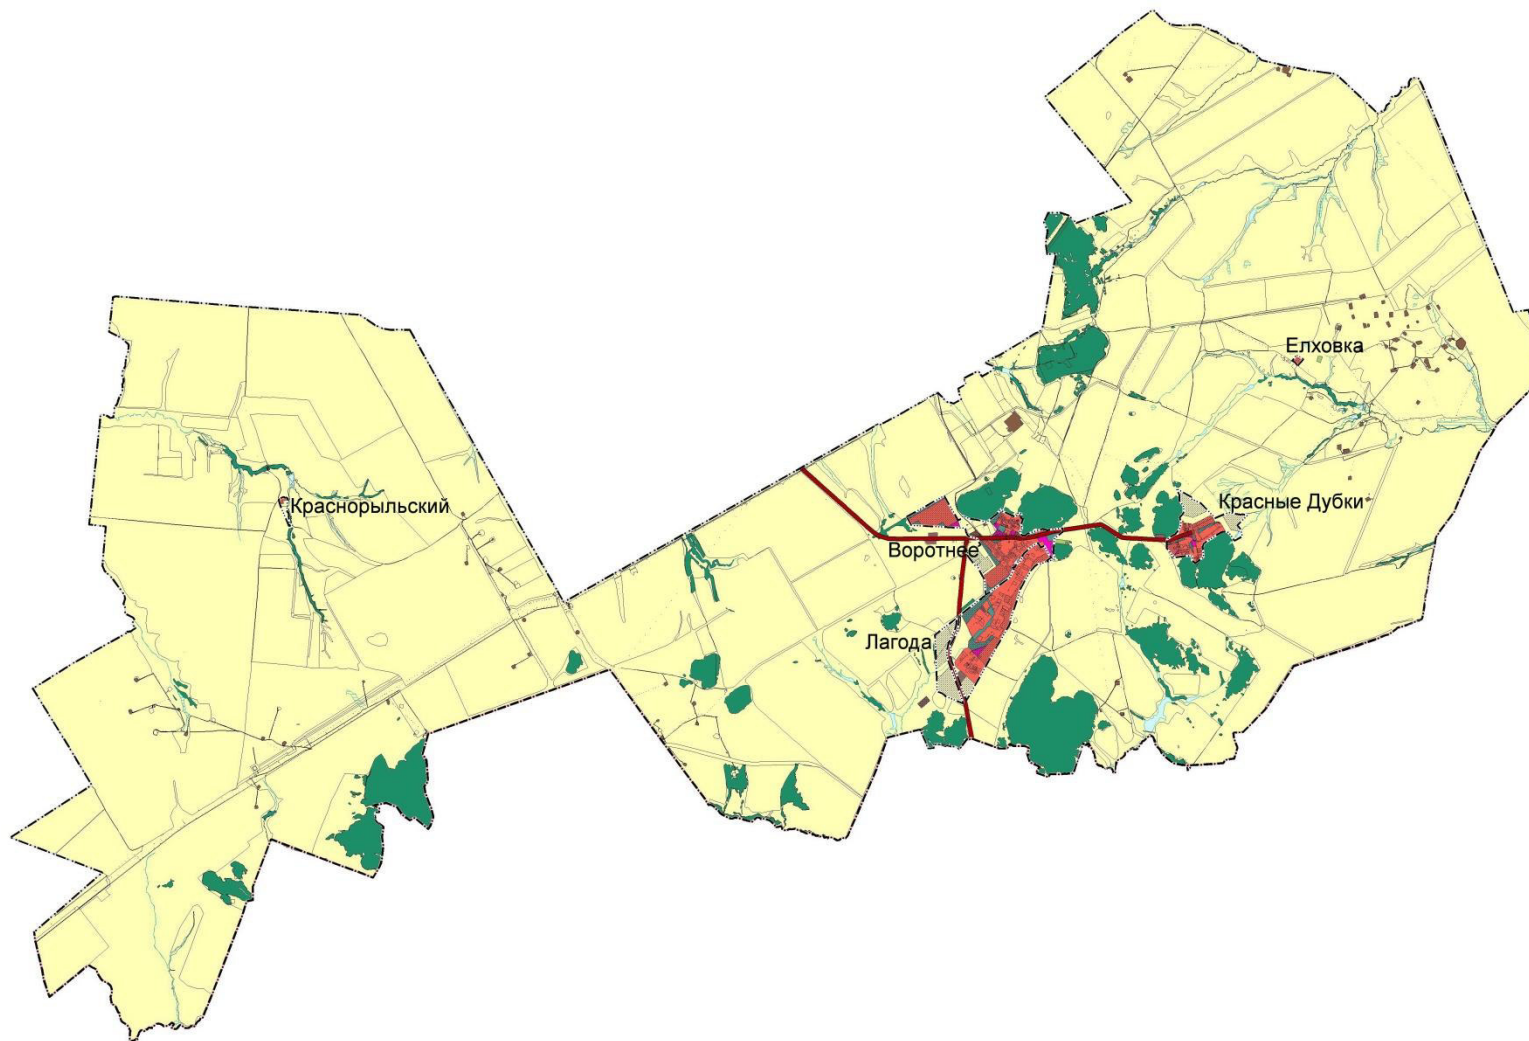 Елховка
Красные Дубки
Краснорыльский
Воротнее
Лагода